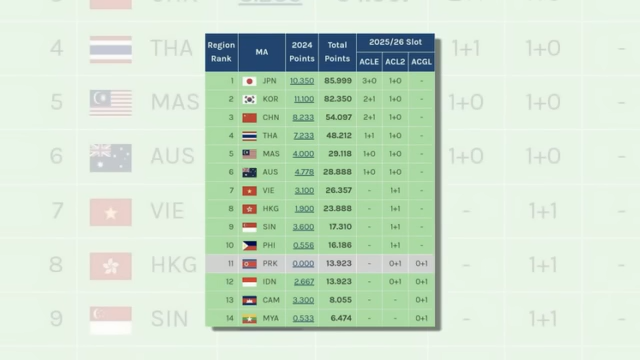 Region Rank MA 2024 Points Total Points 2025/26 Slot
ACLE ACL2 ACGL
1 JPN 10.350 85.999 3+0 1+0 -
2 KOR 11.100 82.350 2+1 1+0 -
3 CHN 8.233 54.097 2+1 1+0 -
4 THA 7.233 48.212 1+1 1+0 -
5 MAS 4.000 29.118 1+0 1+0 -
6 AUS 4.778 28.888 1+0 1+0 -
7 VIE 3.100 26.357 - 1+1 -
8 HKG 1.900 23.888 - 1+1 -
9 SIN 3.600 17.310 - 1+1 -
10 PHI 0.556 16.186 - 1+1 -
11 PRK 0.000 13.923 - 0+1 0+1
12 IDN 2.667 13.923 - 0+1 0+1
13 CAM 3.300 8.055 - - 0+1
14 MYA 0.533 6.474 - - 0+1
4 THA 1+1 1+0 -
5 MAS 1+0 1+0 -
6 AUS 1+0 1+0 -
7 VIE - 1+1
8 HKG - 1+1
9 SIN - 1+1